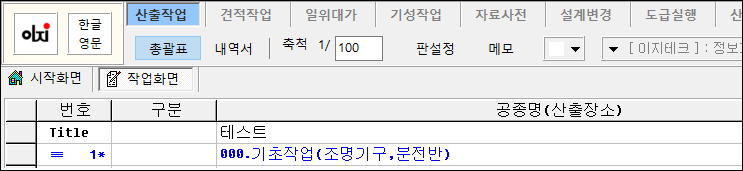 산출작업 견적작업 일위대가 기성작업 자료사전 설계변경 도급실행 산
이지 한글
영문
총괄표 내역서 축척 1/ 100 판설정 메모 [ 이지테크 ] : 정보
시작화면 작업화면
번호 구분 공종명(산출장소)
Title 테스트
1* 000.기초작업(조명기구,분전반)